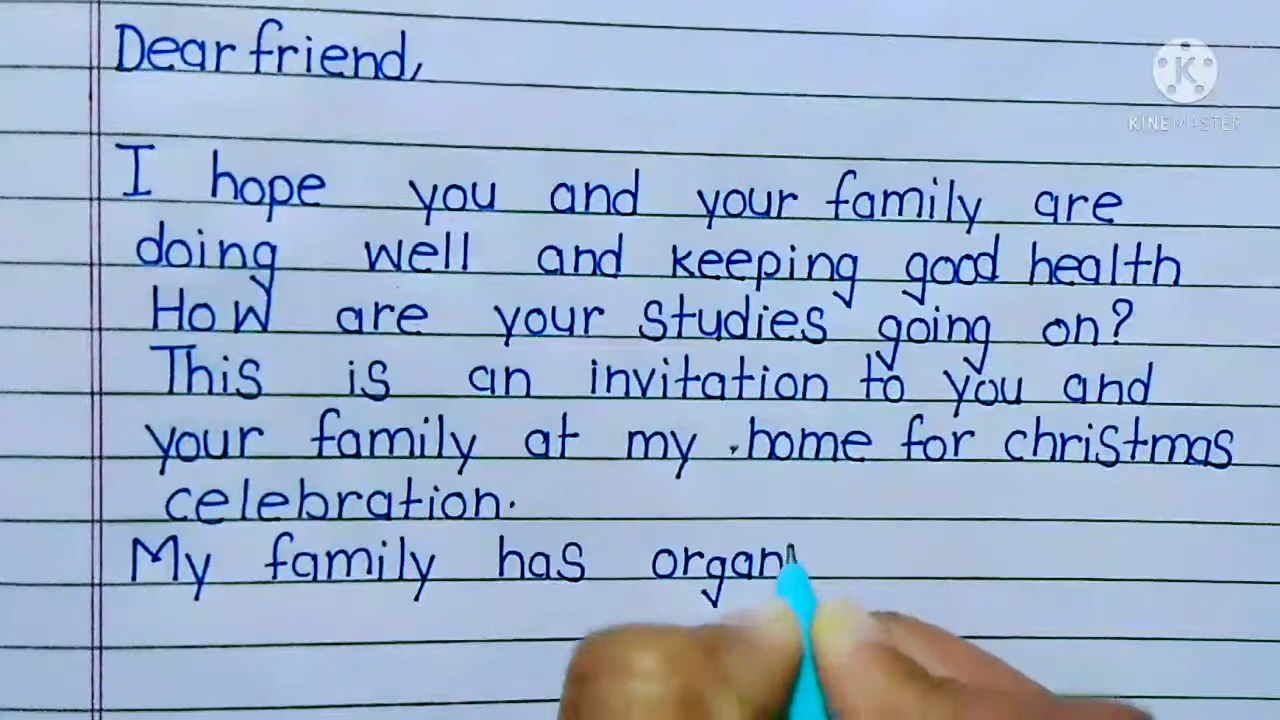 Dear friend,
K
KINEMASTER
I hope you and your family are
doing well and keeping good health
How are your studies going on?
This is an invitation to you and
your family at my .home for christmas
celebration.
My family has organ